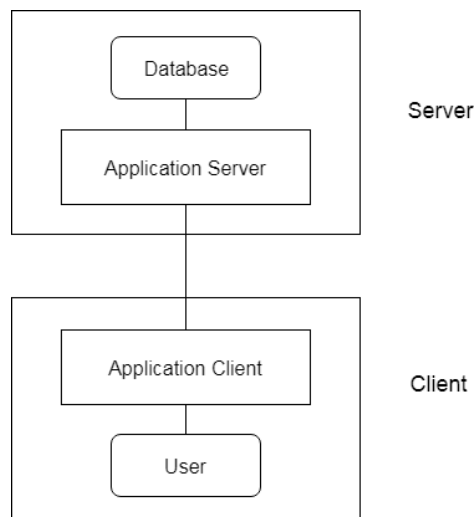 Database
Server
Application Server
Application Client
Client
User